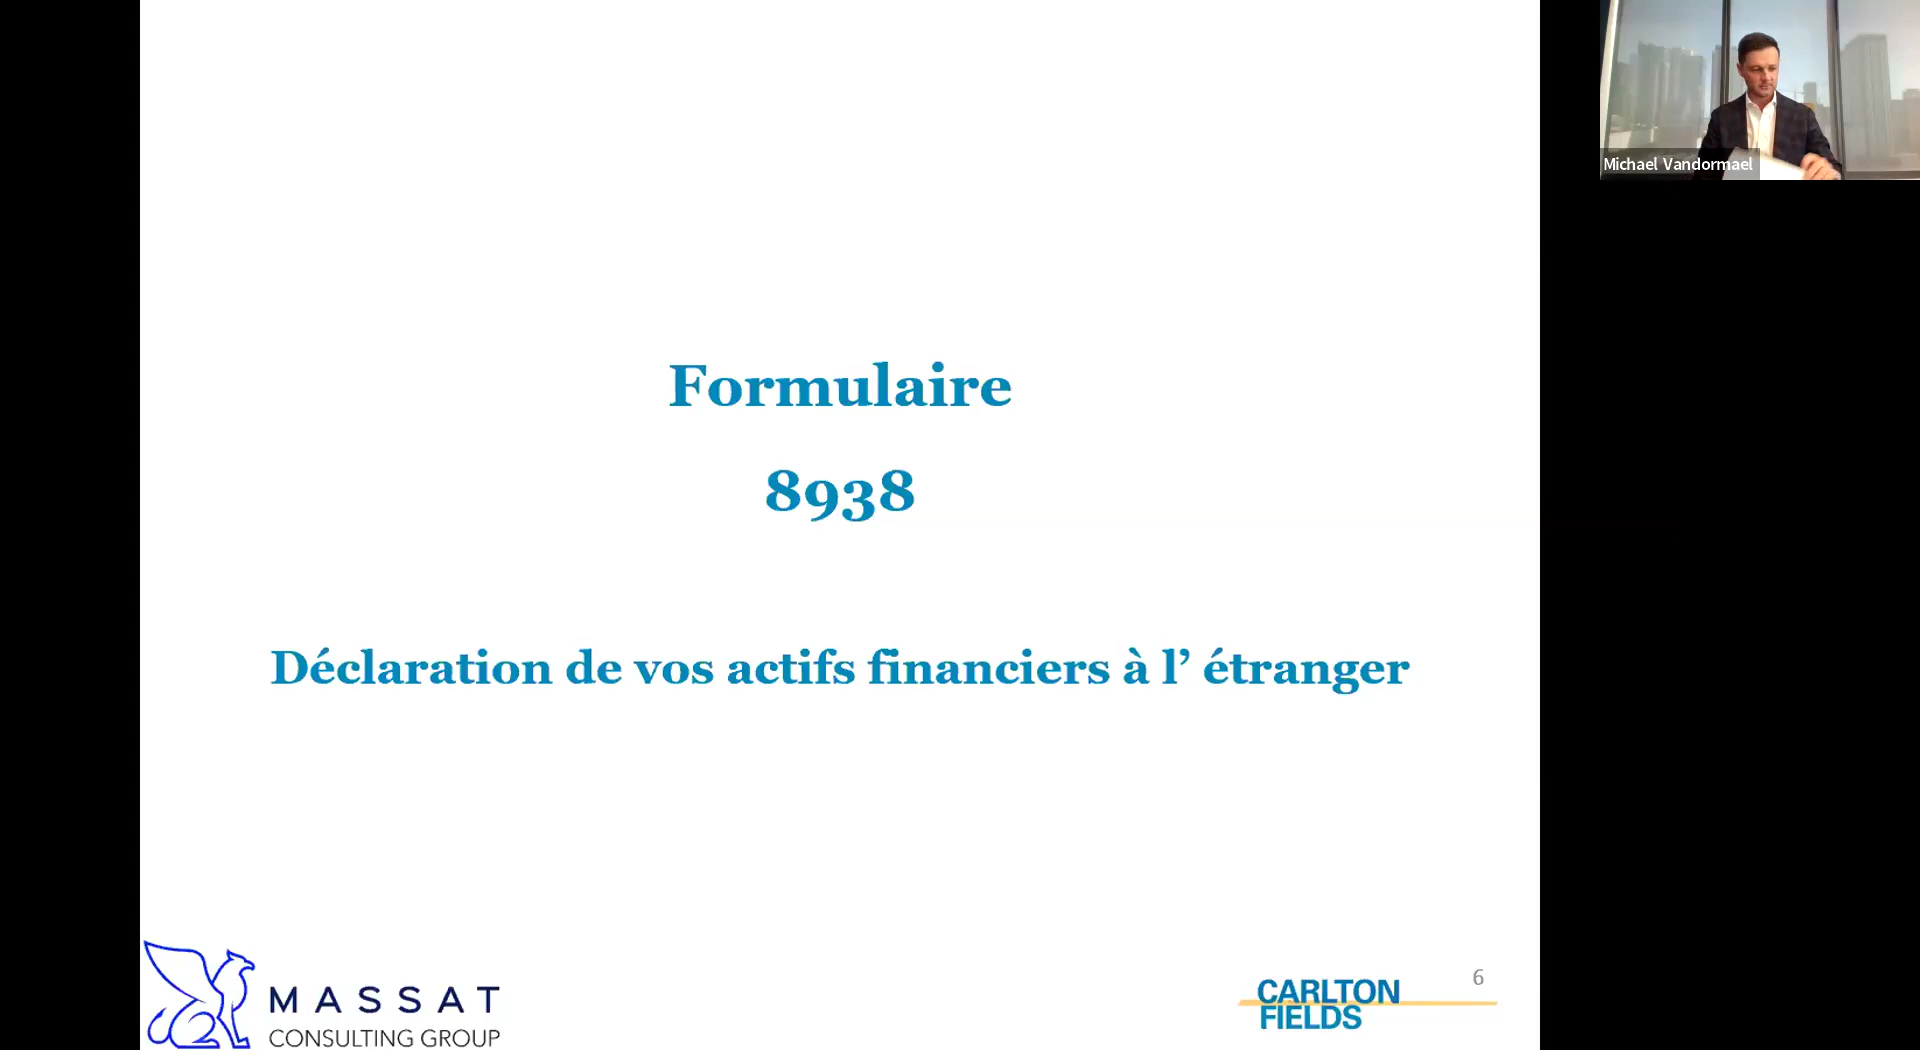 Michael Vandormael
Formulaire
8938
Déclaration de vos actifs financiers à l’ étranger
MASSAT
CONSULTING GROUP
CARLTON
FIELDS
6